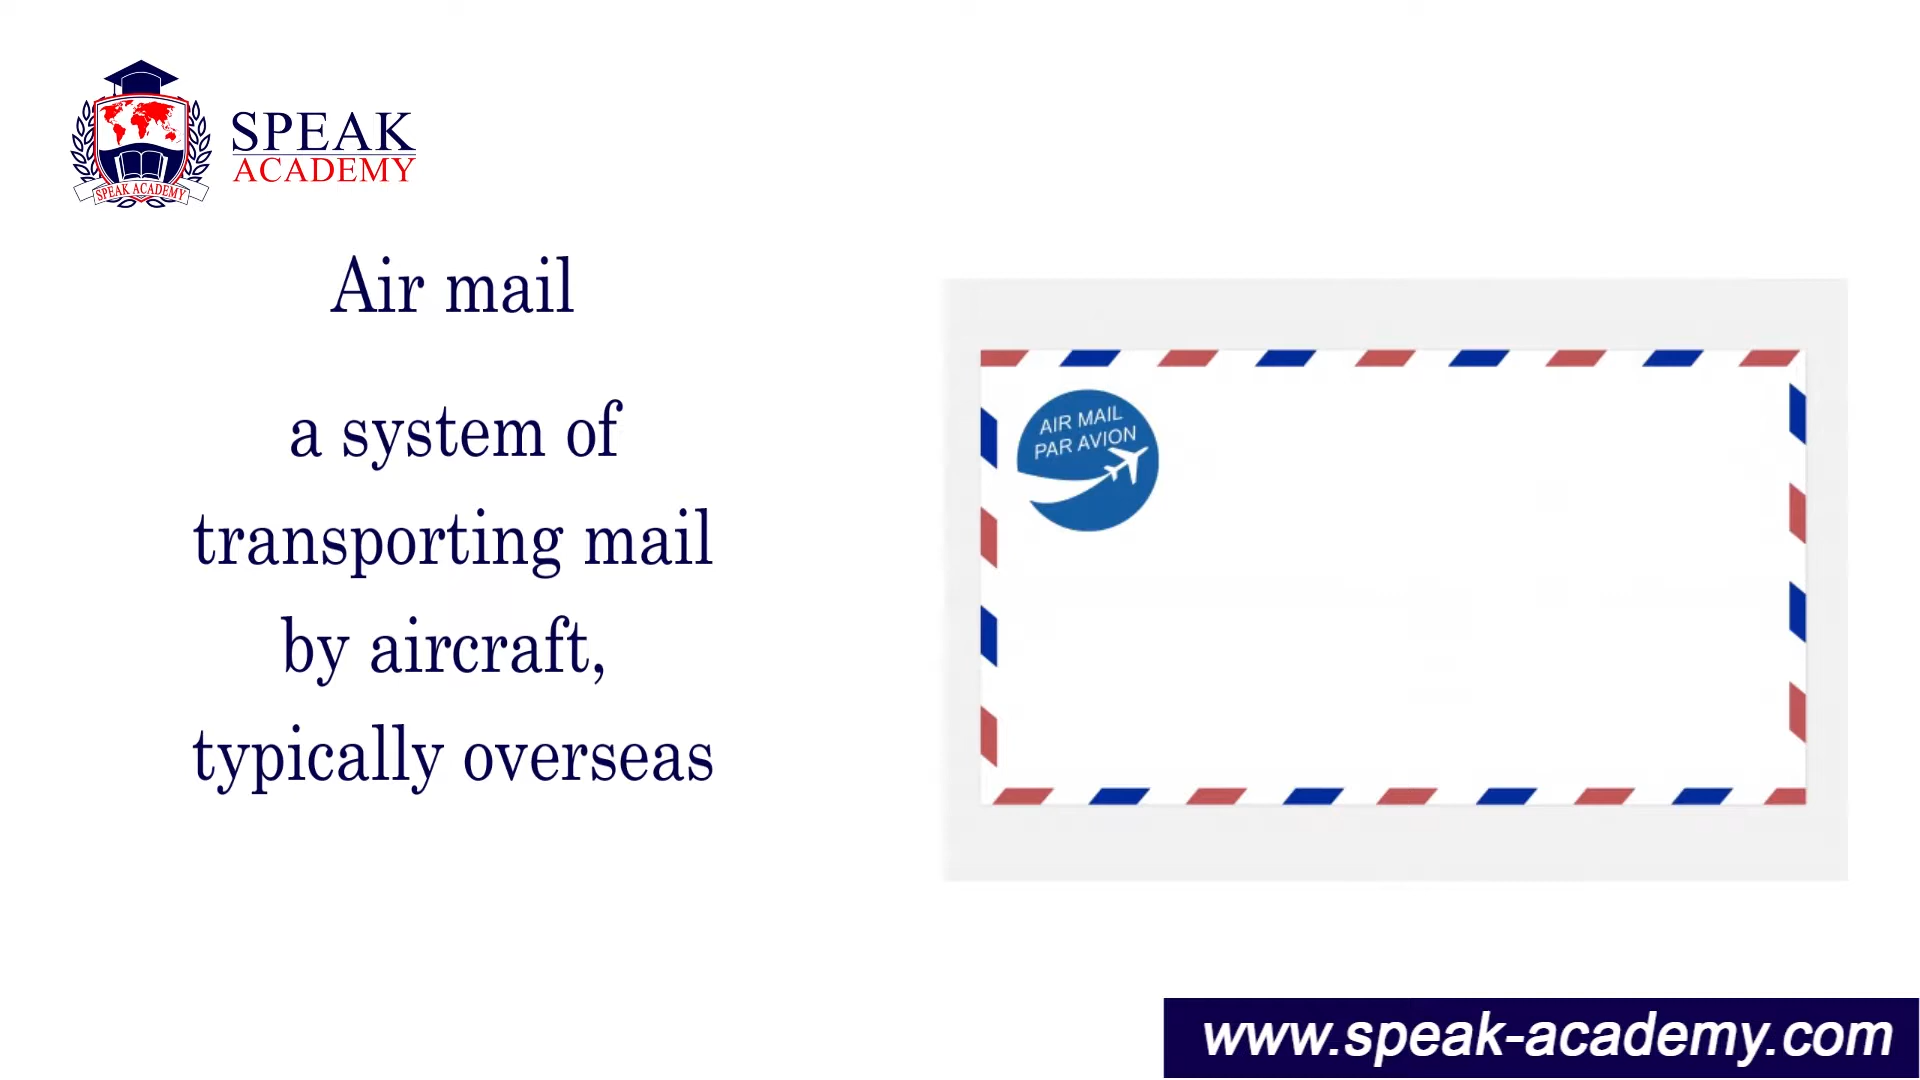 SPEAK
ACADEMY
SPEAK ACADEMY
Air mail
a system of
transporting mail
by aircraft,
typically overseas
AIR MAIL
PAR AVION
www.speak-academy.com